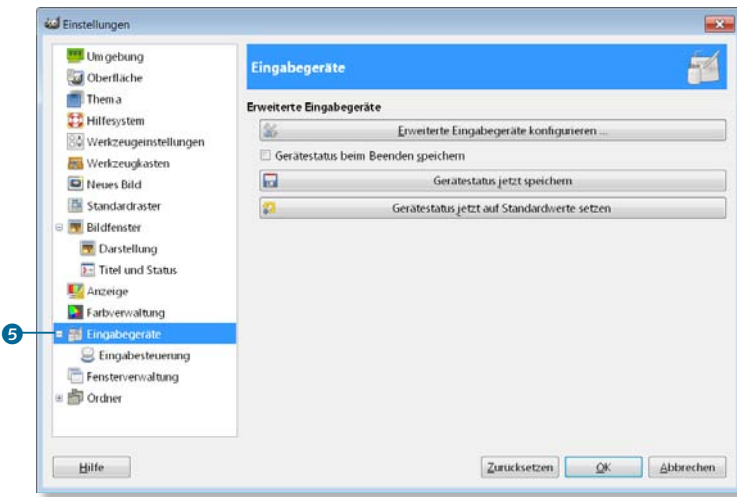 Einstellungen
Umgebung
Oberfläche
Thema
Hilfesystem
Werkzeugeinstellungen
Werkzeugkasten
Neues Bild
Standardraster
Bildfenster
Darstellung
Titel und Status
Anzeige
Farbverwaltung
5
Eingabegeräte
Eingabesteuerung
Fensterverwaltung
Ordner
Eingabegeräte
Erweiterte Eingabegeräte
Erweiterte Eingabegeräte konfigurieren ...
Gerätestatus beim Beenden speichern
Gerätestatus jetzt speichern
Gerätestatus jetzt auf Standardwerte setzen
Hilfe
Zurücksetzen
OK
Abbrechen